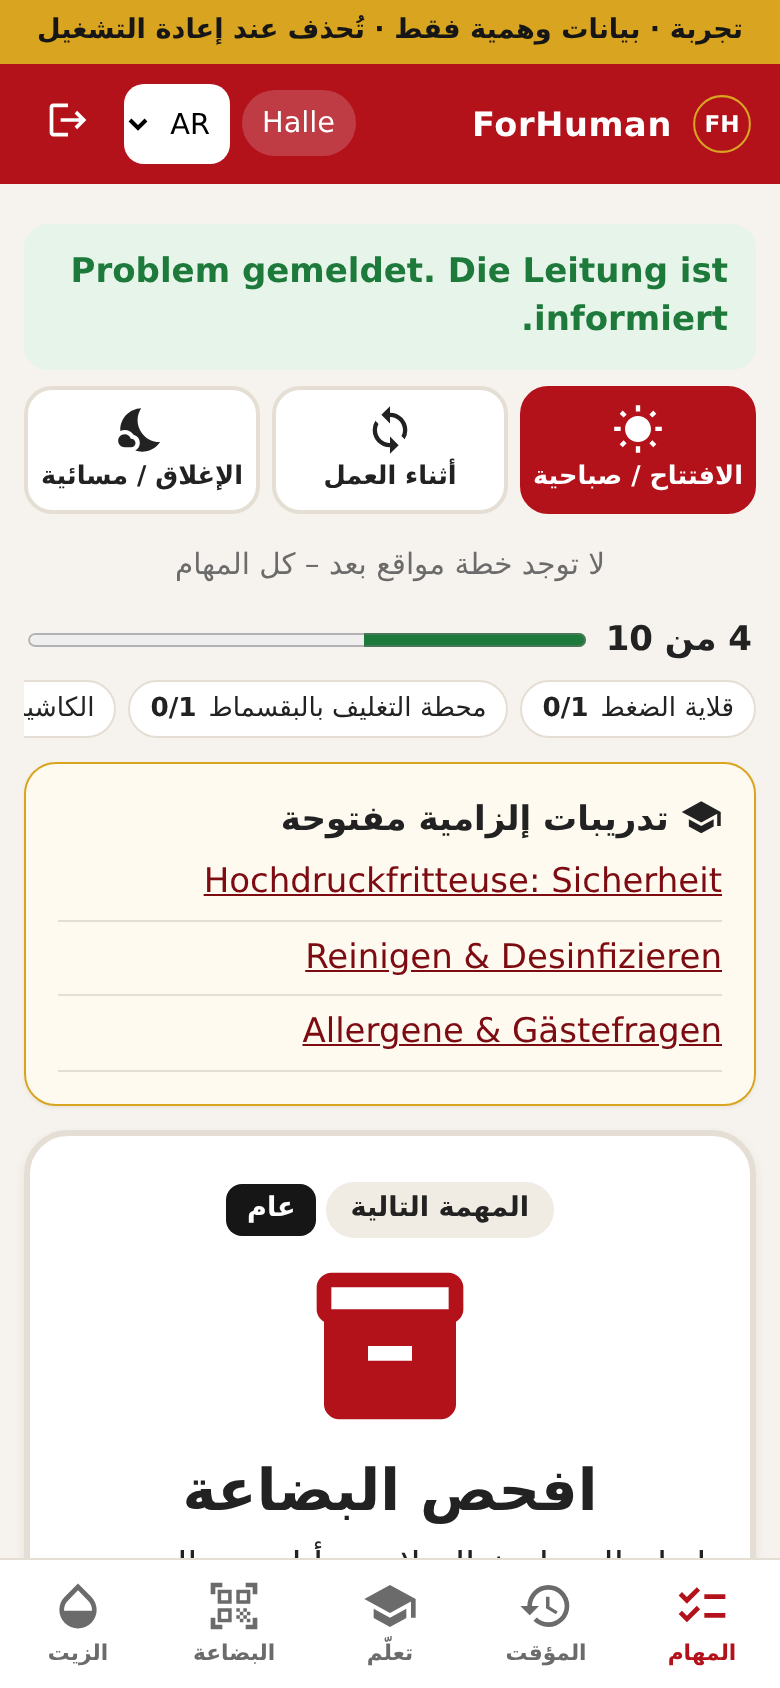 تجربة · بيانات وهمية فقط · تُحذف عند إعادة التشغيل
FH ForHuman Halle AR
Problem gemeldet. Die Leitung ist
informiert.
الافتتاح / صباحية أثناء العمل الإغلاق / مسائية
لا توجد خطة مواقع بعد – كل المهام
4 من 10
قلاية الضغط 0/1 محطة التغليف بالبقسماط 0/1
تدريبات إلزامية مفتوحة
Hochdruckfritteuse: Sicherheit
Reinigen & Desinfizieren
Allergene & Gästefragen
المهمة التالية عام
افحص البضاعة
المهام المؤقت تعلّم البضاعة الزيت